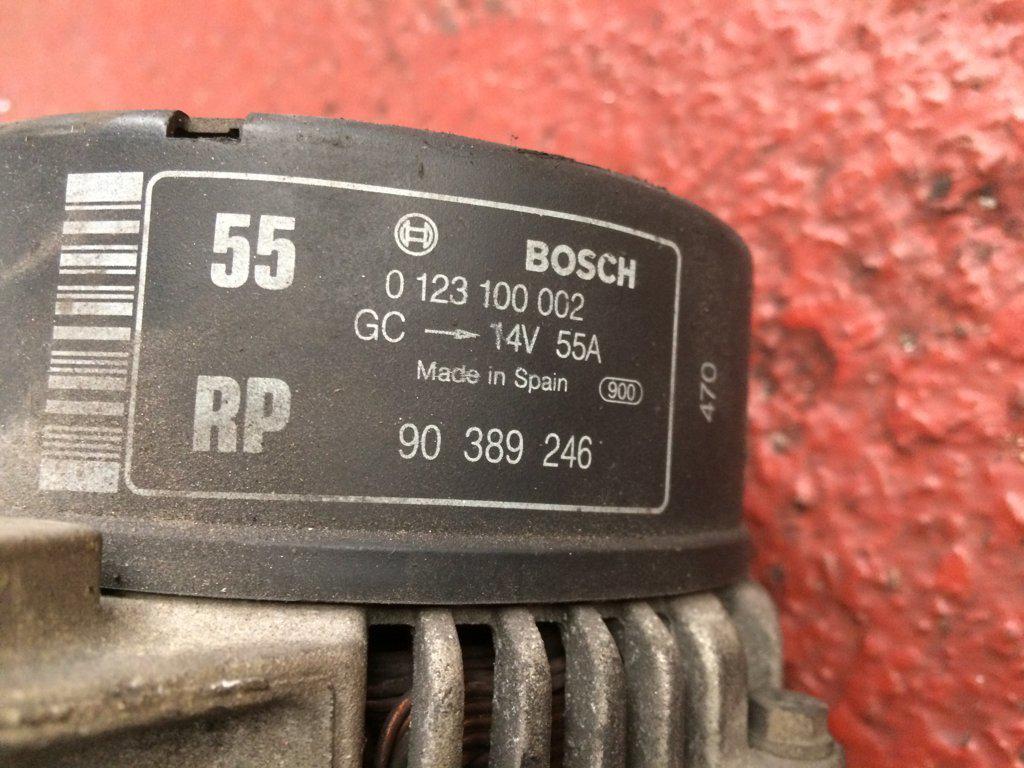 55 BOSCH
0 123 100 002
GC → 14V 55A
Made in Spain 900
RP 90 389 246
470